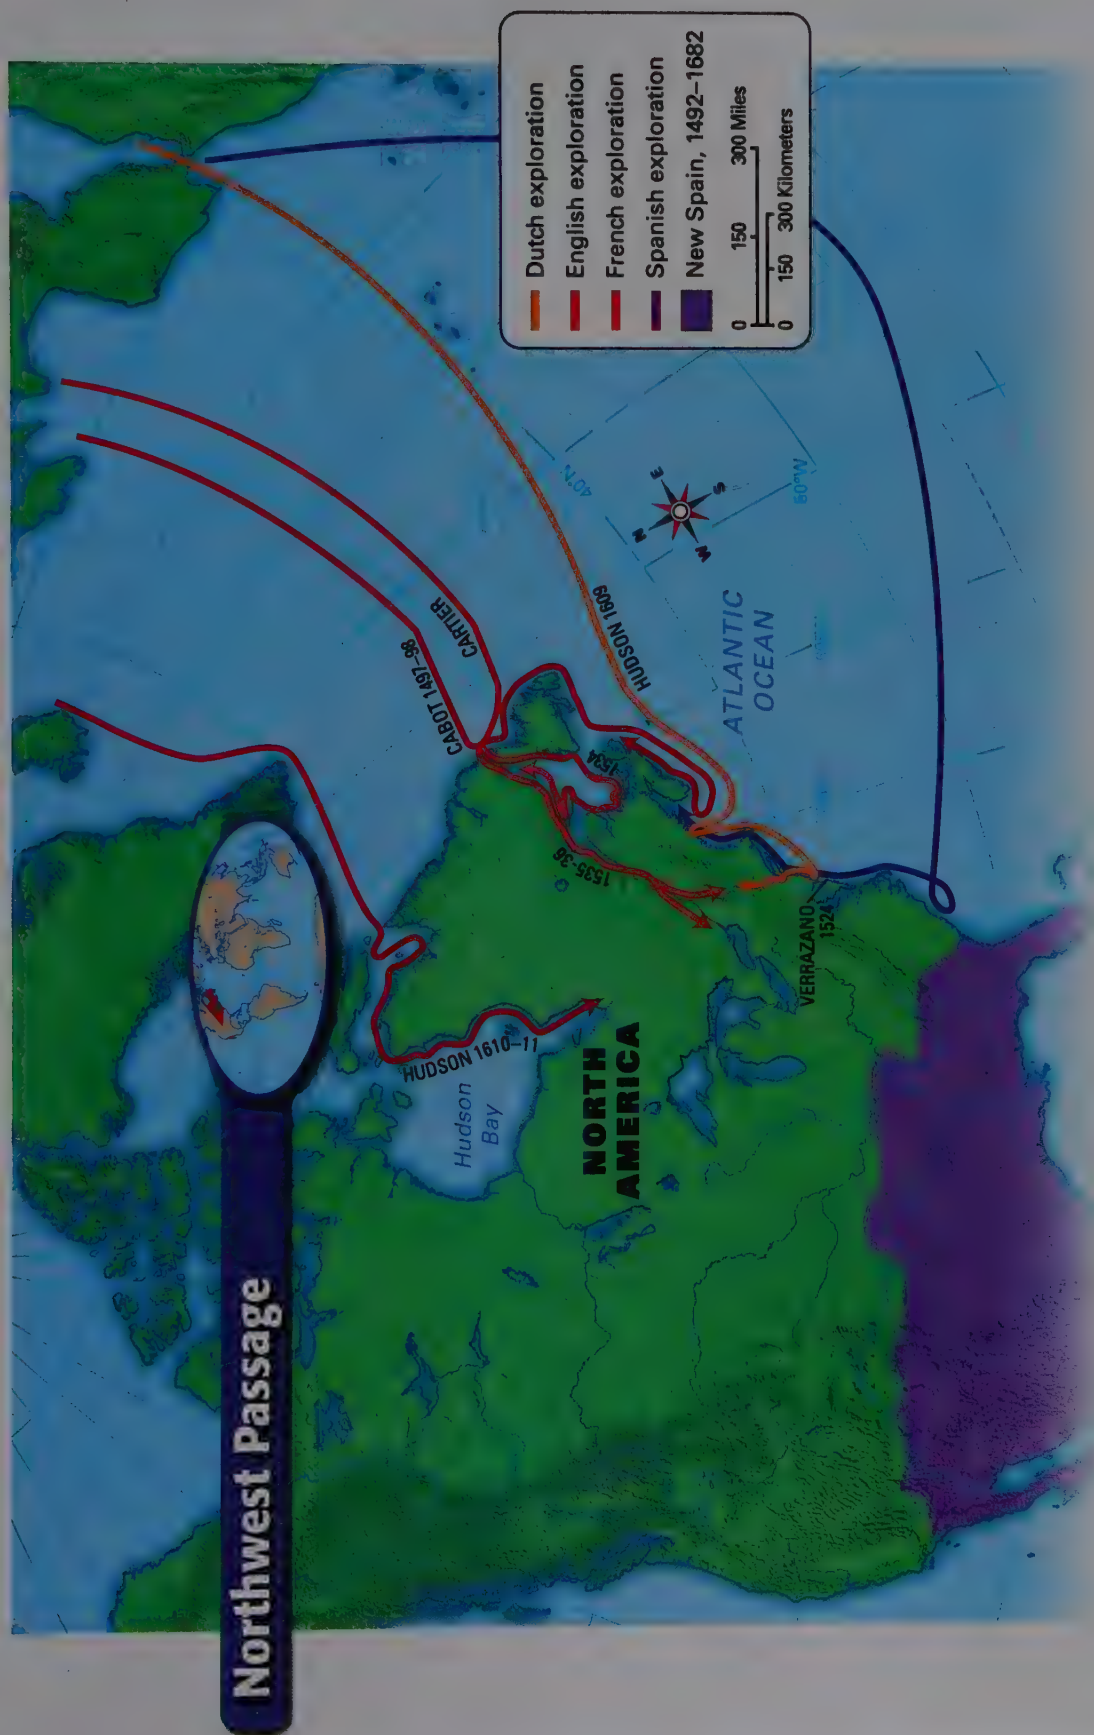 Northwest Passage
Dutch exploration
English exploration
French exploration
Spanish exploration
New Spain, 1492–1682
0 150 300 Miles
0 150 300 Kilometers
CABOT 1497–98
CARTIER
HUDSON 1609
1534
1535-36
HUDSON 1610–11
Hudson
Bay
NORTH
AMERICA
VERRAZANO
1524
ATLANTIC
OCEAN
N
E
S
W
40°N
60°W